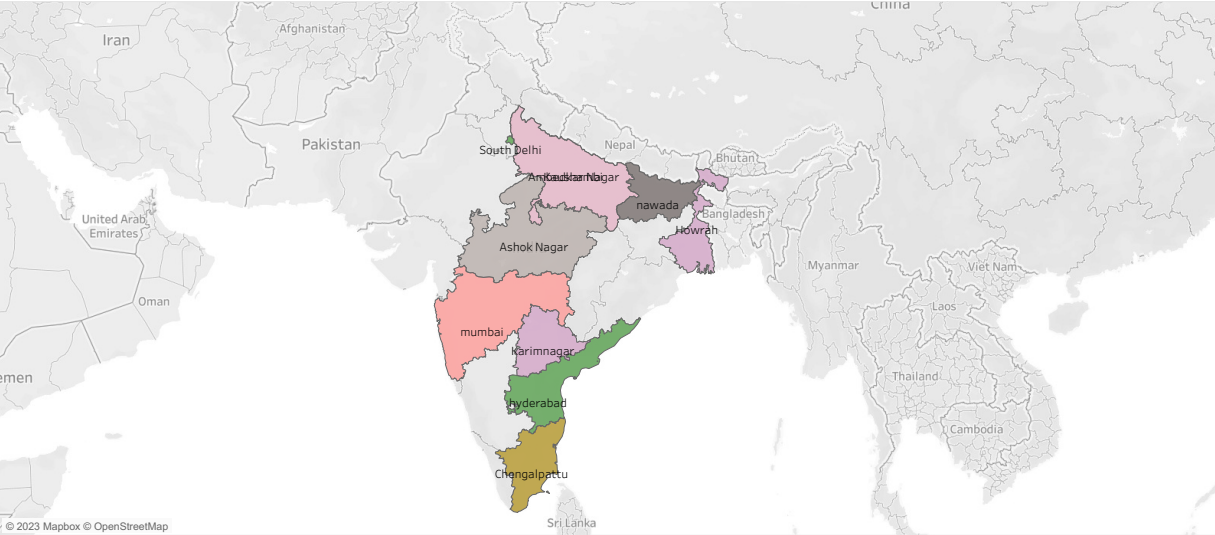 China
Afghanistan
Iran
Pakistan
Nepal
South Delhi
Bhutan
nawada
Bangladesh
United Arab
Emirates
Howrah
Ashok Nagar
Myanmar
Viet Nam
Oman
Laos
mumbai
Karimnagar
Thailand
emen
hyderabad
Cambodia
Chengalpattu
Sri Lanka
© 2023 Mapbox © OpenStreetMap